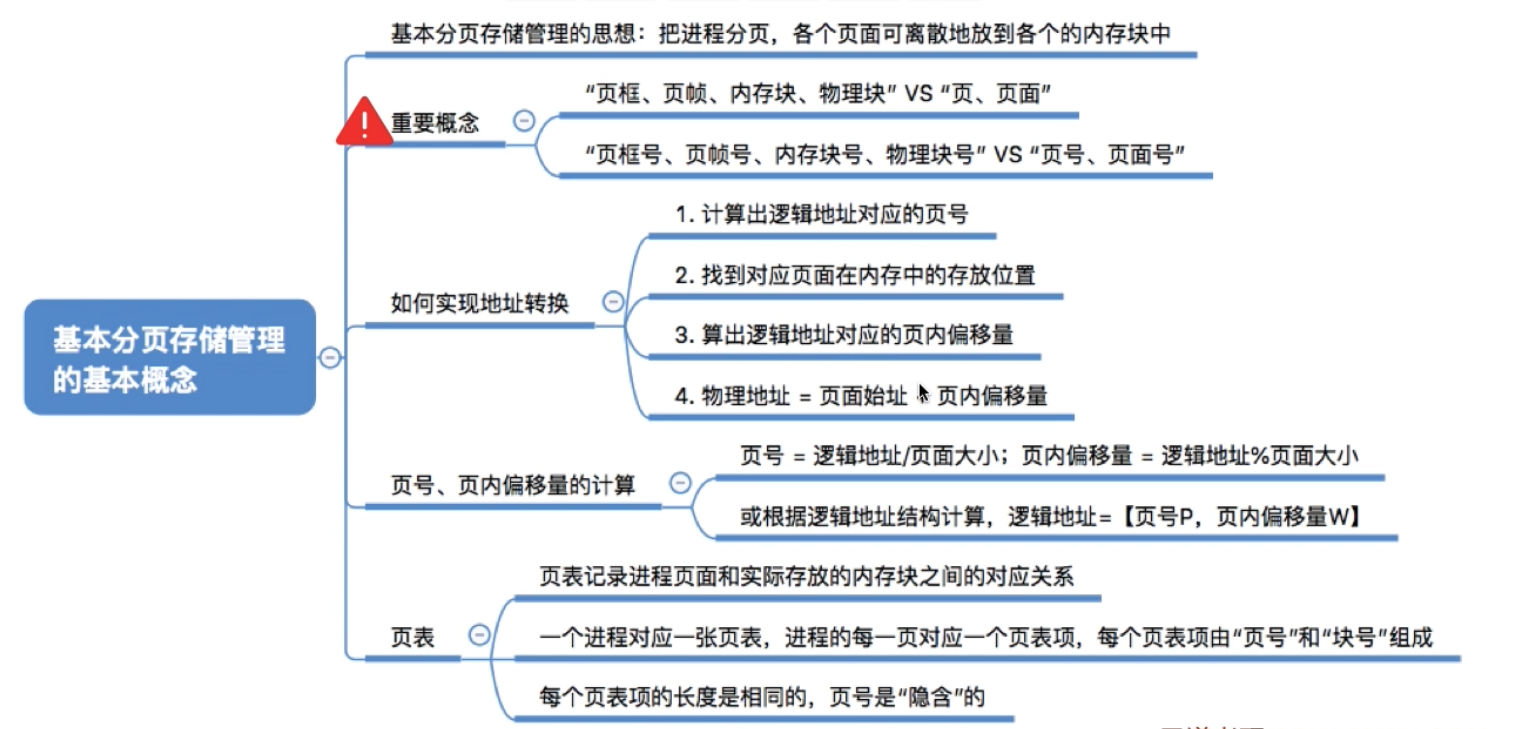 基本分页存储管理的思想：把进程分页，各个页面可离散地放到各个的内存块中
“页框、页帧、内存块、物理块” VS “页、页面”
重要概念
“页框号、页帧号、内存块号、物理块号” VS “页号、页面号”
1. 计算出逻辑地址对应的页号
2. 找到对应页面在内存中的存放位置
如何实现地址转换
3. 算出逻辑地址对应的页内偏移量
4. 物理地址 = 页面始址 页内偏移量
基本分页存储管理
的基本概念
页号 = 逻辑地址/页面大小；页内偏移量 = 逻辑地址%页面大小
页号、页内偏移量的计算
或根据逻辑地址结构计算，逻辑地址=【页号P，页内偏移量W】
页表记录进程页面和实际存放的内存块之间的对应关系
页表
一个进程对应一张页表，进程的每一页对应一个页表项，每个页表项由“页号”和“块号”组成
每个页表项的长度是相同的，页号是“隐含”的